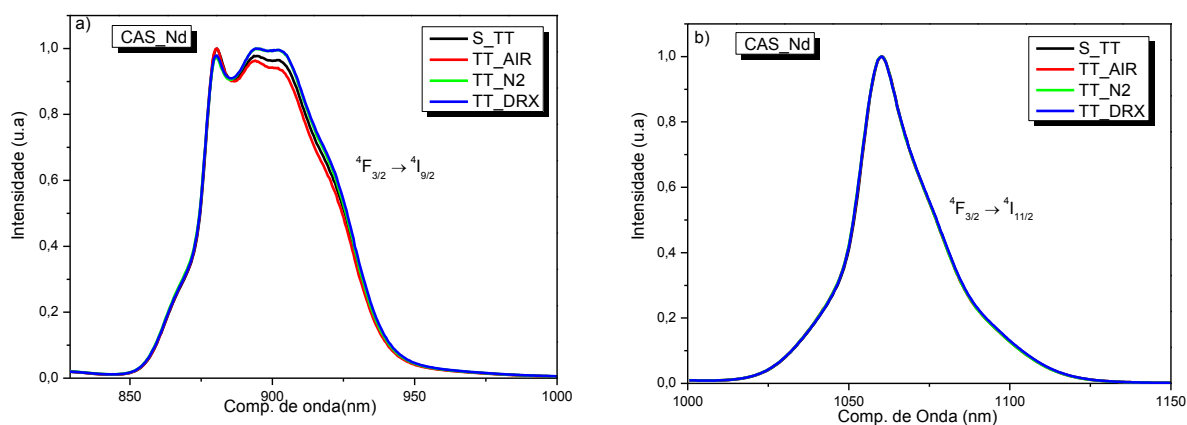 a)
CAS_Nd
S_TT
TT_AIR
TT_N2
TT_DRX
⁴F₃/₂ → ⁴I₉/₂
Intensidade (u.a)
1,0
0,8
0,6
0,4
0,2
0,0
850
900
950
1000
Comp. de onda(nm)
b)
CAS_Nd
S_TT
TT_AIR
TT_N2
TT_DRX
⁴F₃/₂ → ⁴I₁₁/₂
Intensidade (u.a)
1,0
0,8
0,6
0,4
0,2
0,0
1000
1050
1100
1150
Comp. de Onda (nm)